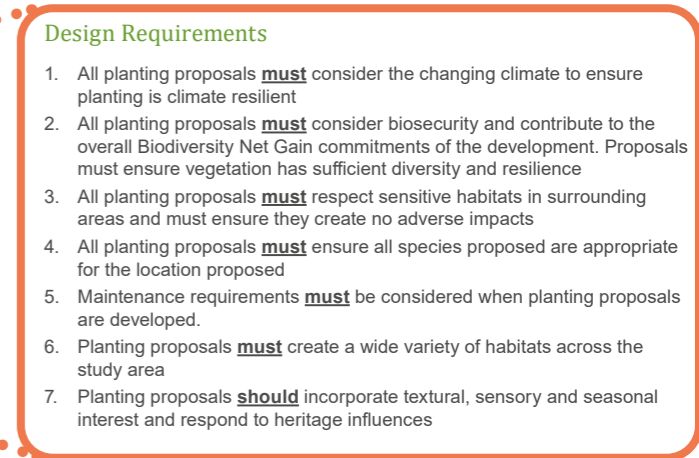 Design Requirements
1. All planting proposals must consider the changing climate to ensure
planting is climate resilient
2. All planting proposals must consider biosecurity and contribute to the
overall Biodiversity Net Gain commitments of the development. Proposals
must ensure vegetation has sufficient diversity and resilience
3. All planting proposals must respect sensitive habitats in surrounding
areas and must ensure they create no adverse impacts
4. All planting proposals must ensure all species proposed are appropriate
for the location proposed
5. Maintenance requirements must be considered when planting proposals
are developed.
6. Planting proposals must create a wide variety of habitats across the
study area
7. Planting proposals should incorporate textural, sensory and seasonal
interest and respond to heritage influences